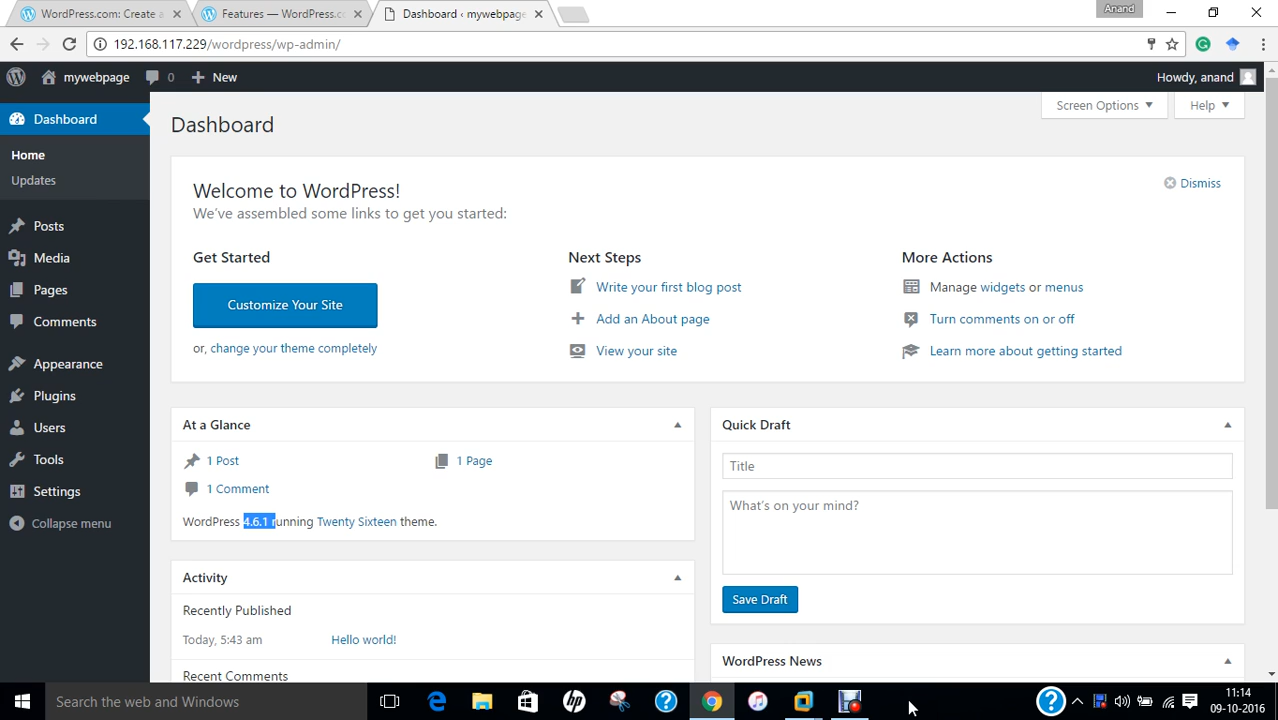 WordPress.com: Create a
Features — WordPress.co
Dashboard ‹ mywebpage
Anand
192.168.117.229/wordpress/wp-admin/
mywebpage 0 New
Howdy, anand
Dashboard
Home
Updates
Posts
Media
Pages
Comments
Appearance
Plugins
Users
Tools
Settings
Collapse menu
Screen Options
Help
Dashboard
Welcome to WordPress!
Dismiss
We've assembled some links to get you started:
Get Started
Customize Your Site
or, change your theme completely
Next Steps
Write your first blog post
Add an About page
View your site
More Actions
Manage widgets or menus
Turn comments on or off
Learn more about getting started
At a Glance
1 Post
1 Page
1 Comment
WordPress 4.6.1 running Twenty Sixteen theme.
Activity
Recently Published
Today, 5:43 am Hello world!
Recent Comments
Quick Draft
Title
What's on your mind?
Save Draft
WordPress News
Search the web and Windows
hp
11:14
09-10-2016